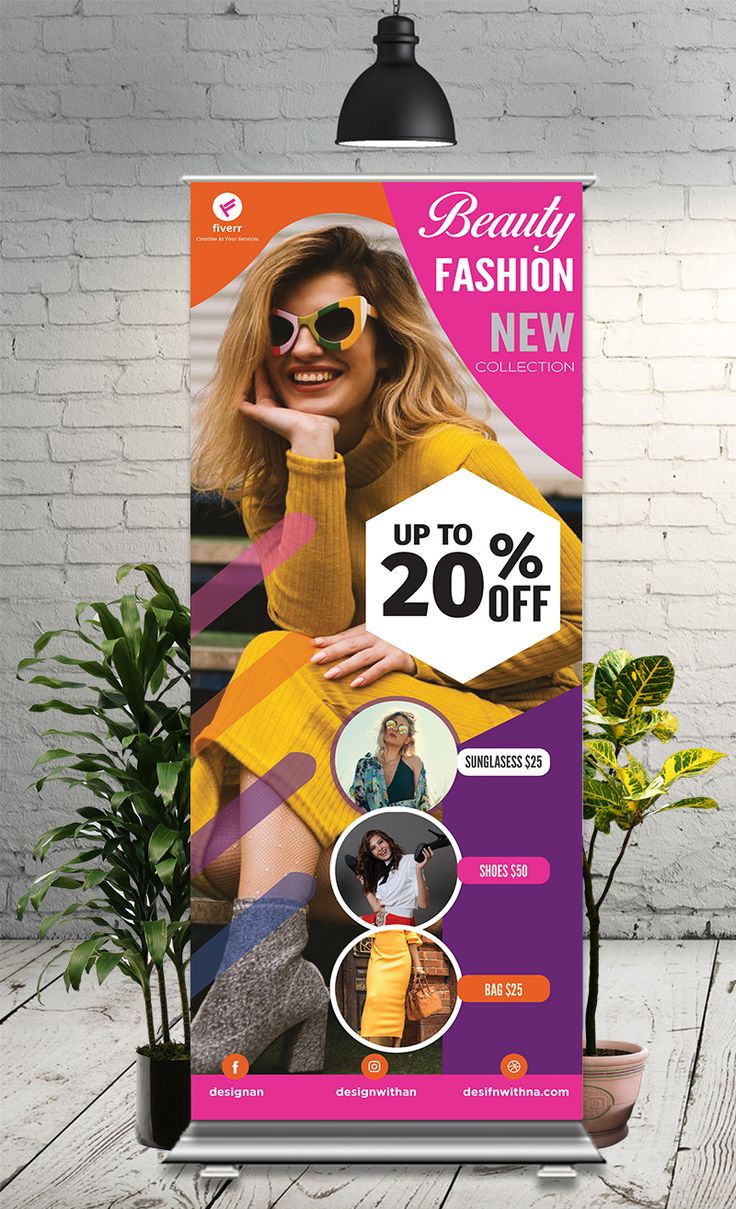 fiverr
Creative At Your Services
Beauty
FASHION
NEW
COLLECTION
UP TO
20% OFF
SUNGLASESS $25
SHOES $50
BAG $25
designan
designwithan
desifnwithna.com